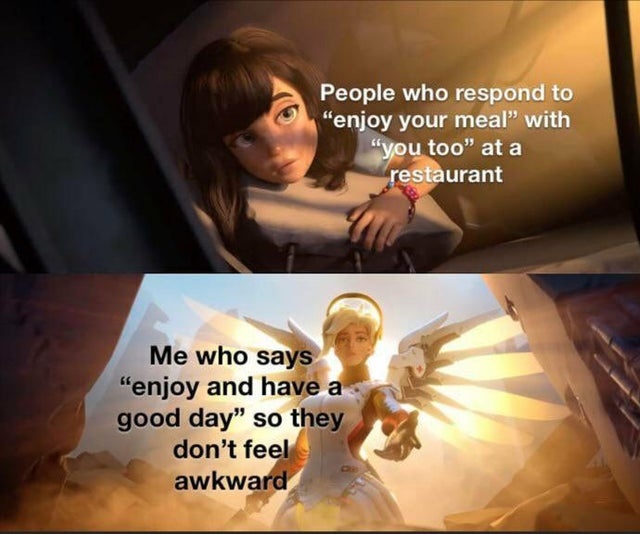 People who respond to
“enjoy your meal” with
“you too” at a
restaurant
Me who says
“enjoy and have a
good day” so they
don’t feel
awkward